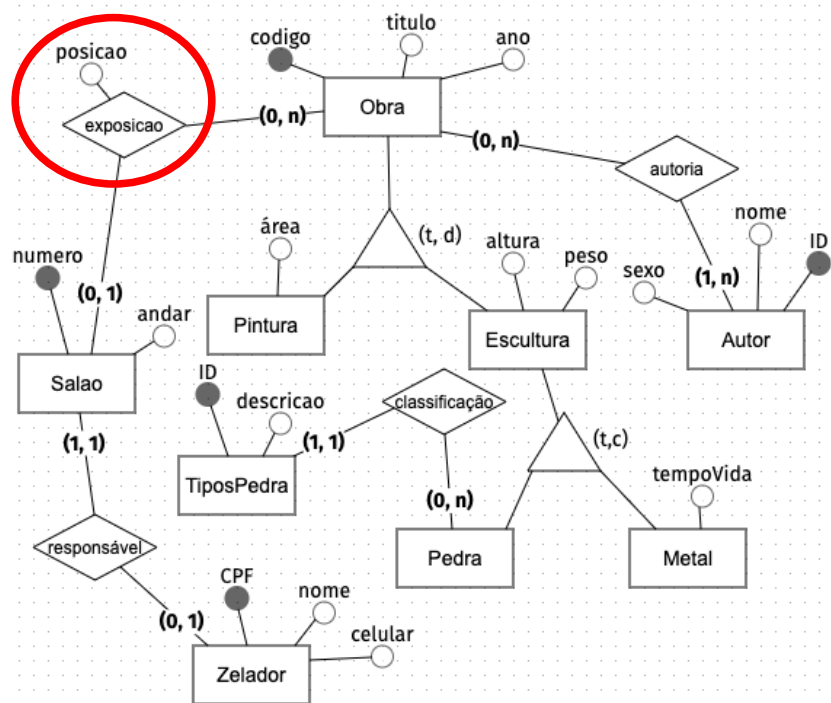 posicao
codigo
titulo
ano
exposicao
(0, n)
Obra
(0, n)
autoria
numero
(0, 1)
andar
Salao
área
(t, d)
Pintura
altura
peso
Escultura
nome
ID
sexo
(1, n)
Autor
ID
descricao
(1, 1)
TiposPedra
classificação
(t,c)
(0, n)
tempoVida
Pedra
Metal
(1, 1)
responsável
(0, 1)
CPF
nome
celular
Zelador